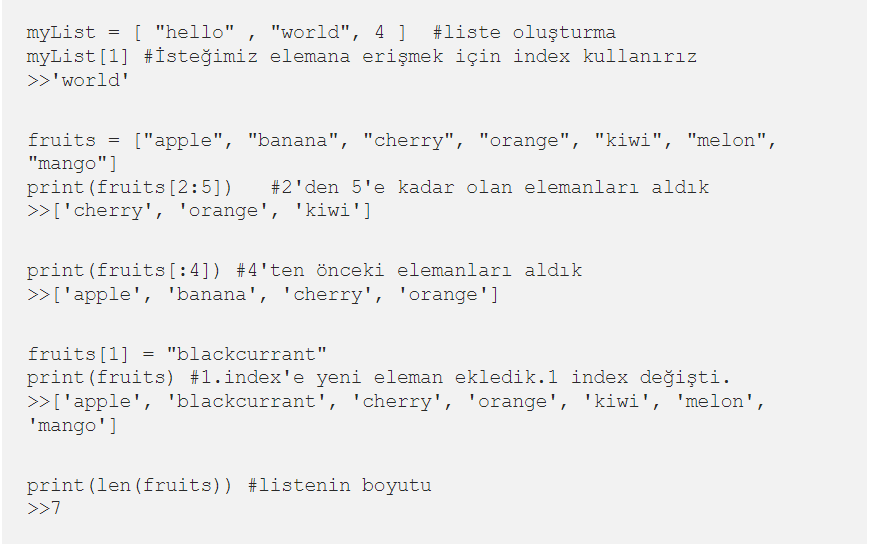 myList = [ "hello" , "world", 4 ]  #liste oluşturma
myList[1] #İsteğimiz elemana erişmek için index kullanırız
>>'world'
fruits = ["apple", "banana", "cherry", "orange", "kiwi", "melon",
"mango"]
print(fruits[2:5])   #2'den 5'e kadar olan elemanları aldık
>>['cherry', 'orange', 'kiwi']
print(fruits[:4]) #4'ten önceki elemanları aldık
>>['apple', 'banana', 'cherry', 'orange']
fruits[1] = "blackcurrant"
print(fruits) #1.index'e yeni eleman ekledik.1 index değişti.
>>['apple', 'blackcurrant', 'cherry', 'orange', 'kiwi', 'melon',
'mango']
print(len(fruits)) #listenin boyutu
>>7